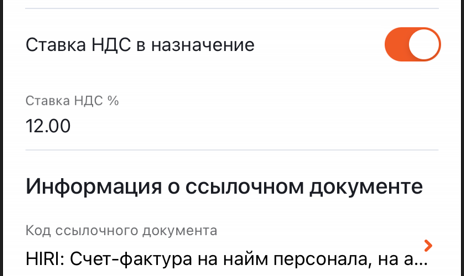 Ставка НДС в назначение
Ставка НДС %
12.00
Информация о ссылочном документе
Код ссылочного документа
HIRI: Счет-фактура на найм персонала, на а...